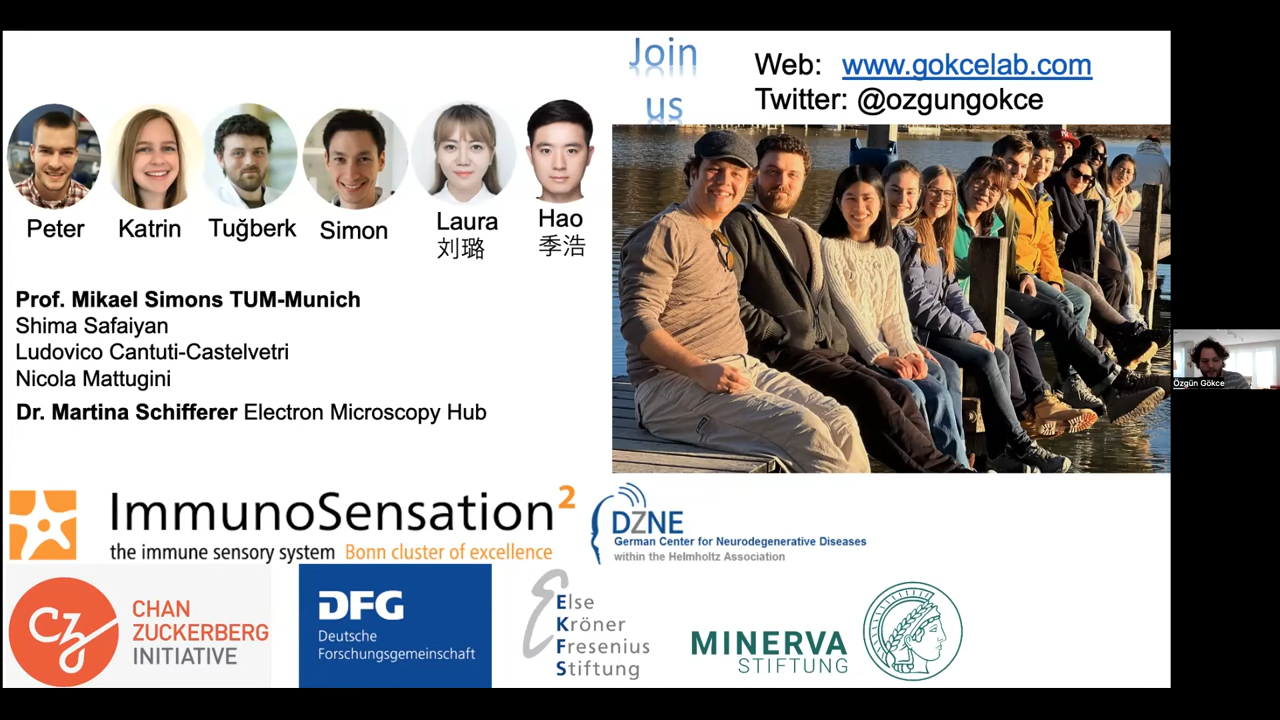 Join
us
Web: www.gokcelab.com
Twitter: @ozgungokce
Peter
Katrin
Tuğberk
Simon
Laura
刘璐
Hao
季浩
Prof. Mikael Simons TUM-Munich
Shima Safaiyan
Ludovico Cantuti-Castelvetri
Nicola Mattugini
Dr. Martina Schifferer Electron Microscopy Hub
Özgün Gökce
ImmunoSensation²
the immune sensory system Bonn cluster of excellence
DZNE
German Center for Neurodegenerative Diseases
within the Helmholtz Association
CZ
CHAN
ZUCKERBERG
INITIATIVE
DFG
Deutsche
Forschungsgemeinschaft
Else
Kröner
Fresenius
Stiftung
MINERVA
STIFTUNG